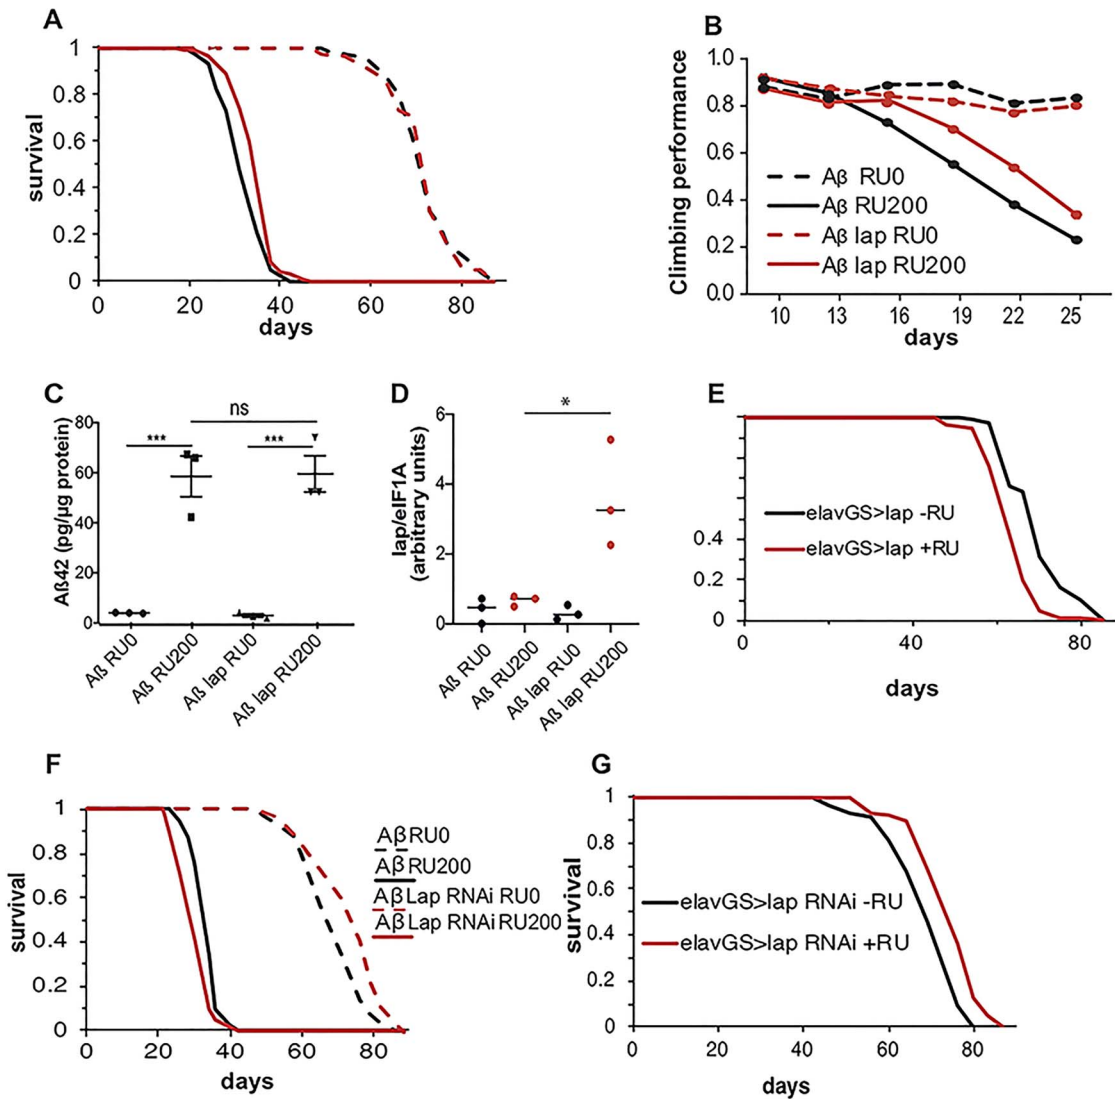 A
survival
1
0.8
0.6
0.4
0.2
0
0
20
40
60
80
days
B
Climbing performance
1.0
0.8
0.6
0.4
0.2
0.0
Aβ RU0
Aβ RU200
Aβ lap RU0
Aβ lap RU200
10
13
16
19
22
25
days
C
Aß42 (pg/µg protein)
80
60
40
20
0
ns
***
***
Aß RU0
Aß RU200
Aß lap RU0
Aß lap RU200
D
lap/eIF1A
(arbitrary units)
6
4
2
0
*
Aß RU0
Aß RU200
Aß lap RU0
Aß lap RU200
E
elavGS>lap -RU
elavGS>lap +RU
0.4
0.2
0
0
40
80
days
F
survival
1
0.8
0.6
0.4
0.2
0
Aβ RU0
Aβ RU200
Aβ Lap RNAi RU0
Aβ Lap RNAi RU200
0
20
40
60
80
days
G
survival
1
0.8
0.6
0.4
0.2
0
elavGS>lap RNAi -RU
elavGS>lap RNAi +RU
0
20
40
60
80
days